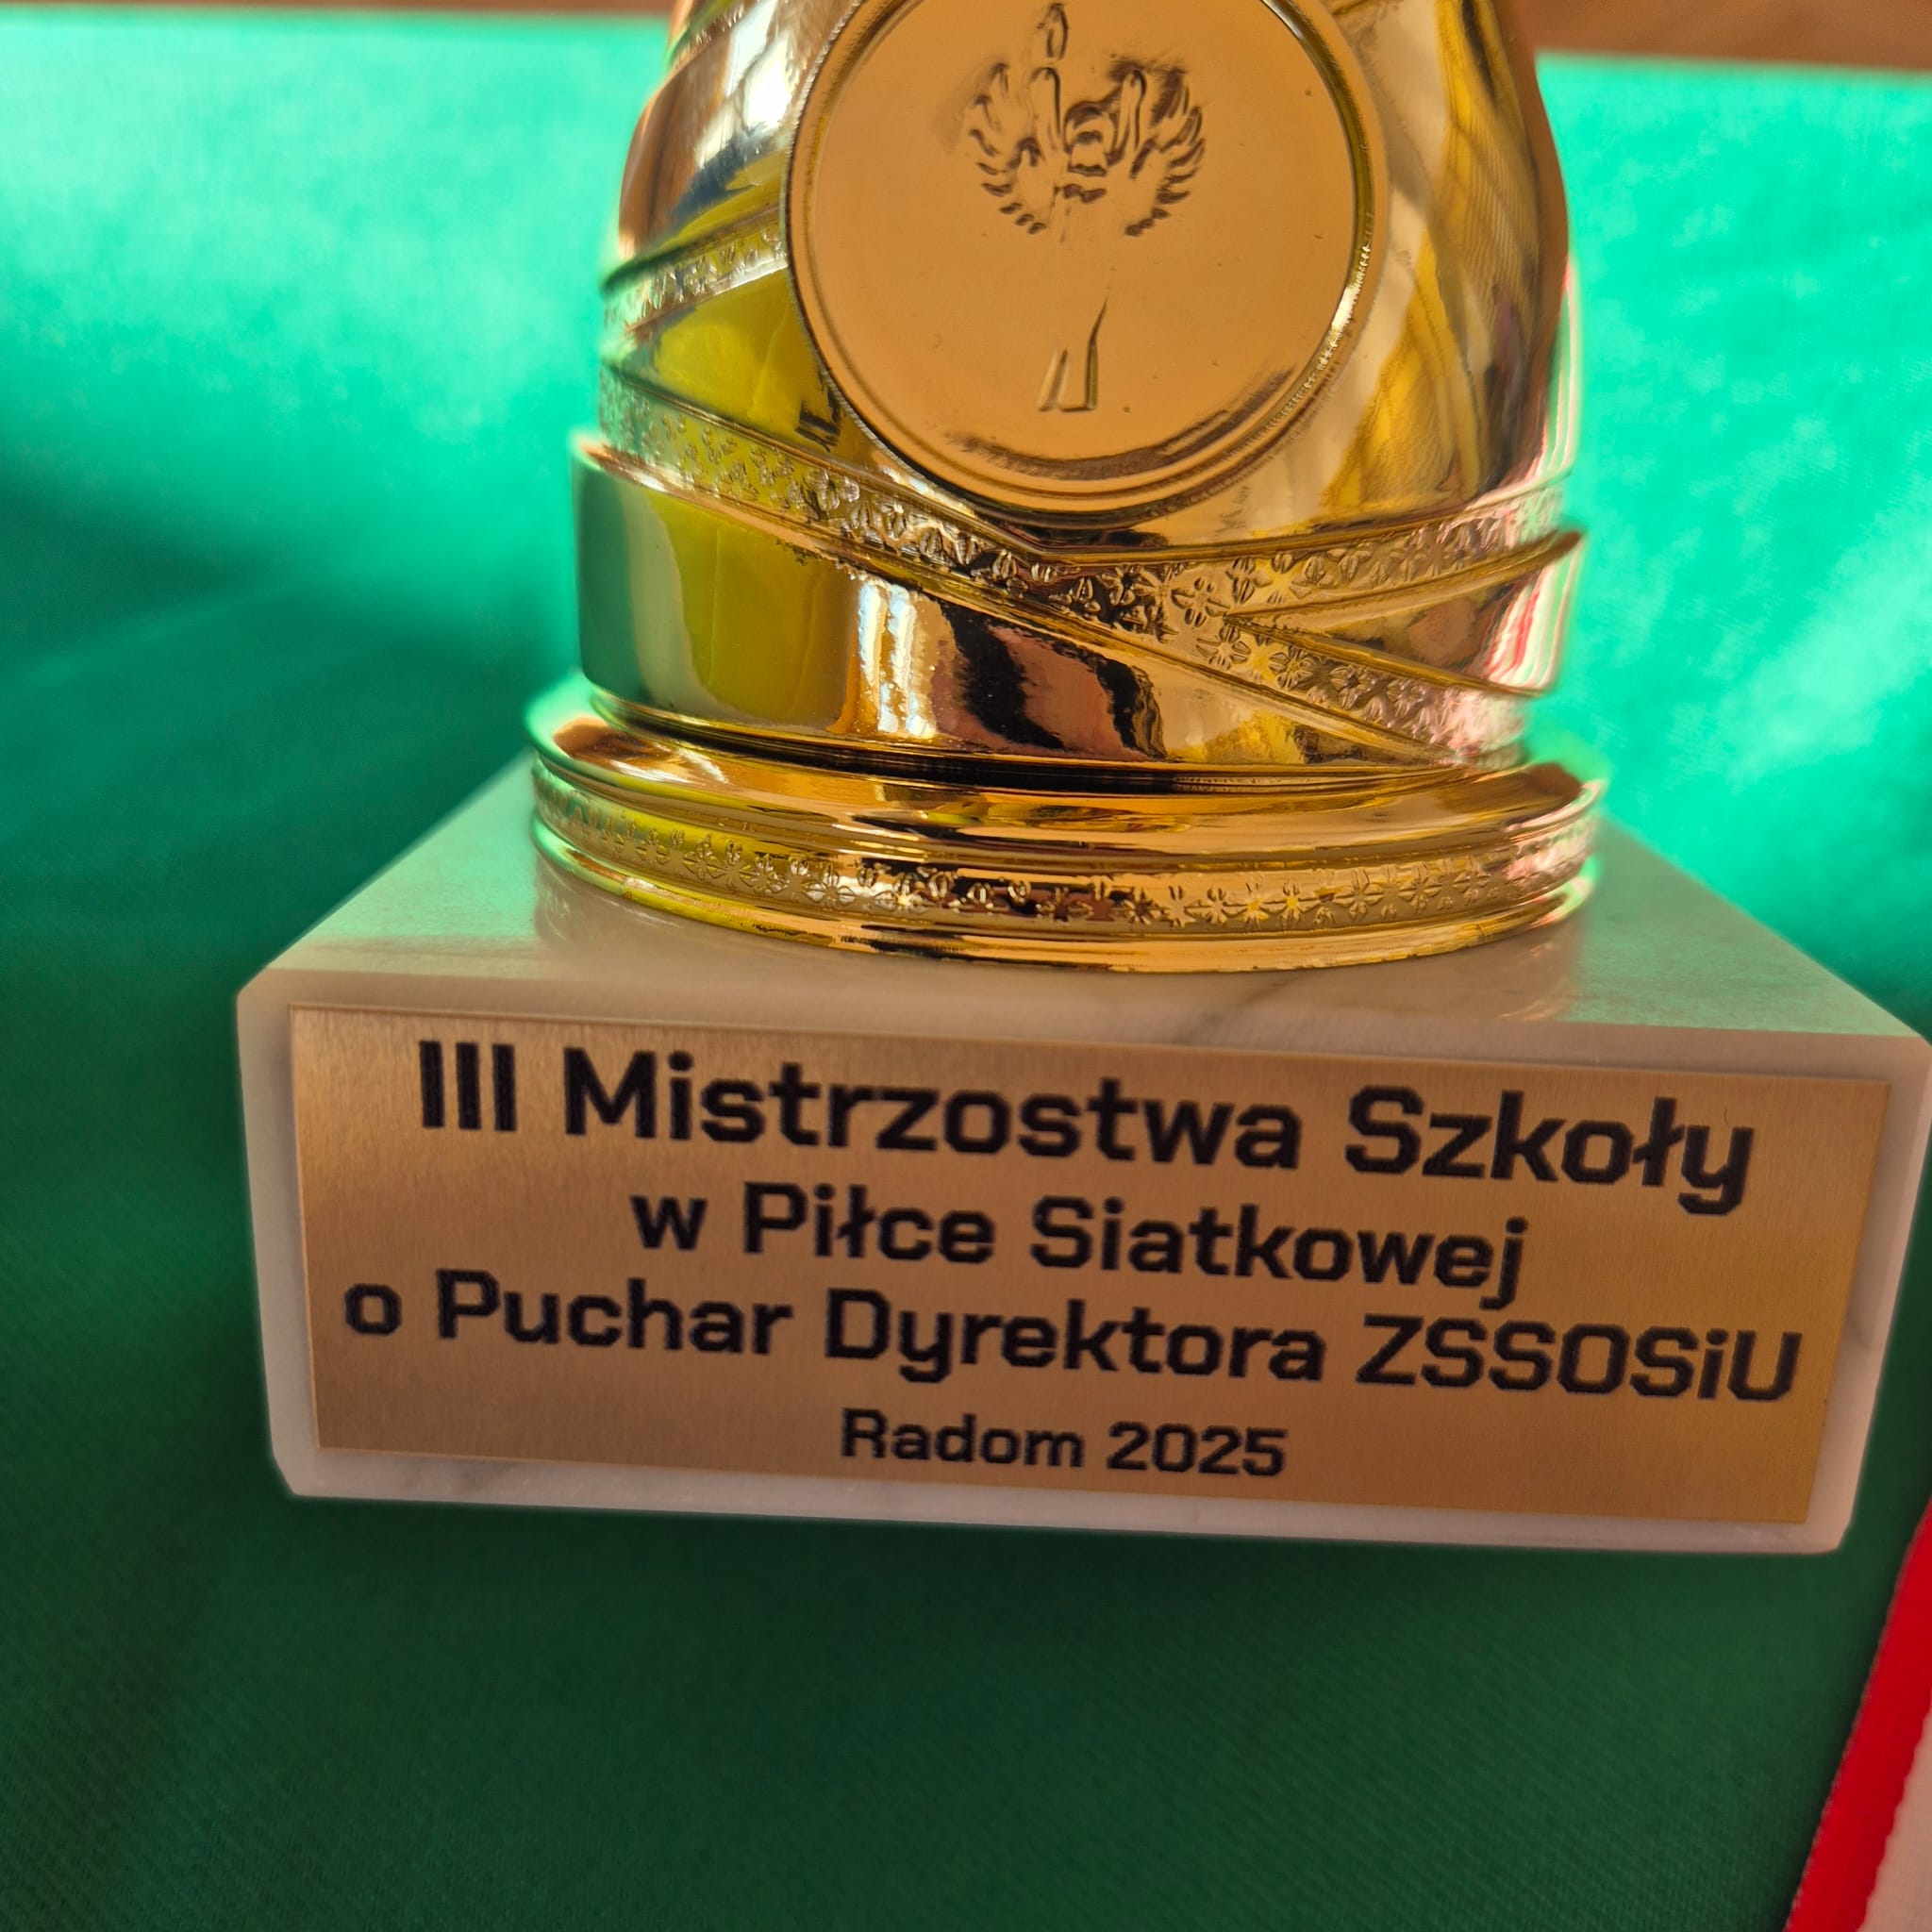 III Mistrzostwa Szkoły
w Piłce Siatkowej
o Puchar Dyrektora ZSSOSiU
Radom 2025